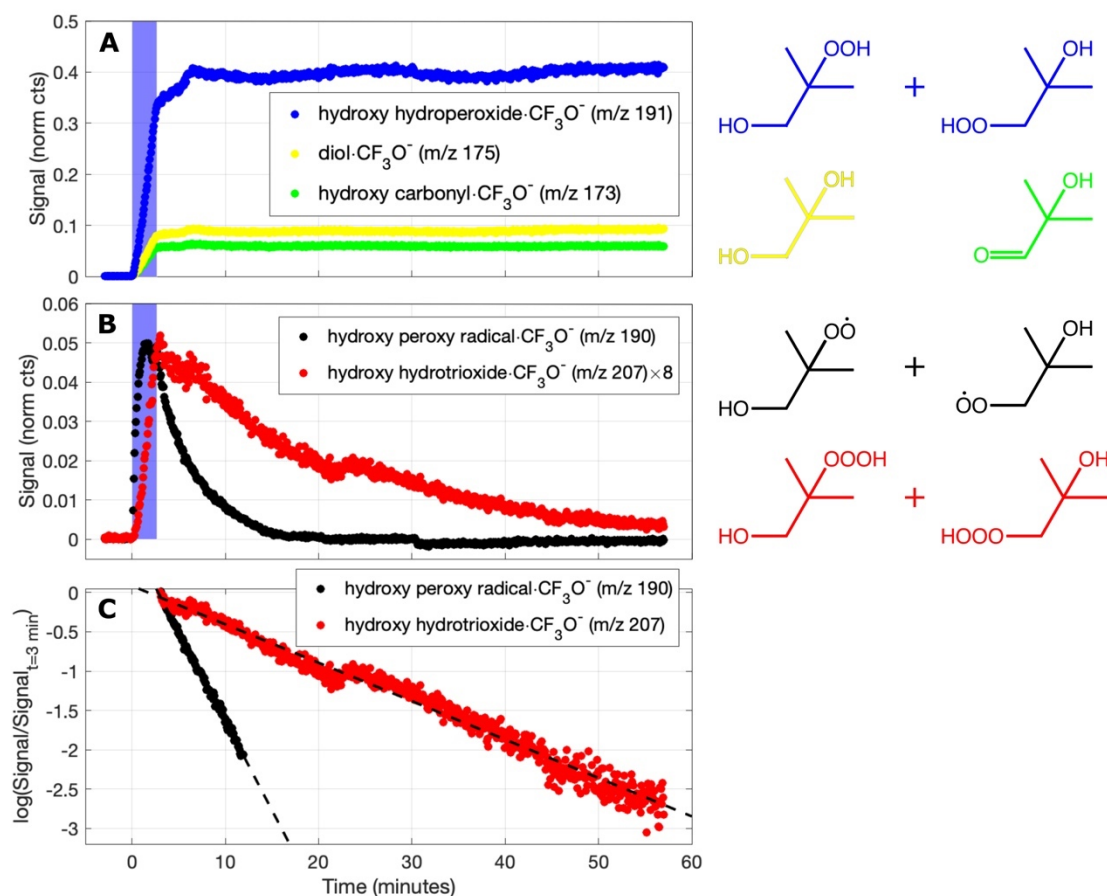 A
0.5
0.4
0.3
0.2
0.1
0
Signal (norm cts)
hydroxy hydroperoxide·CF₃O⁻ (m/z 191)
diol·CF₃O⁻ (m/z 175)
hydroxy carbonyl·CF₃O⁻ (m/z 173)
OOH
HO
+
OH
HOO
OH
HO
OH
O
B
0.06
0.05
0.04
0.03
0.02
0.01
0
Signal (norm cts)
hydroxy peroxy radical·CF₃O⁻ (m/z 190)
hydroxy hydrotrioxide·CF₃O⁻ (m/z 207)×8
OȮ
HO
+
OH
ȮO
OOOH
HO
+
OH
HOOO
C
0
-0.5
-1
-1.5
-2
-2.5
-3
log(Signal/Signal t=3 min)
hydroxy peroxy radical·CF₃O⁻ (m/z 190)
hydroxy hydrotrioxide·CF₃O⁻ (m/z 207)
0 10 20 30 40 50 60
Time (minutes)